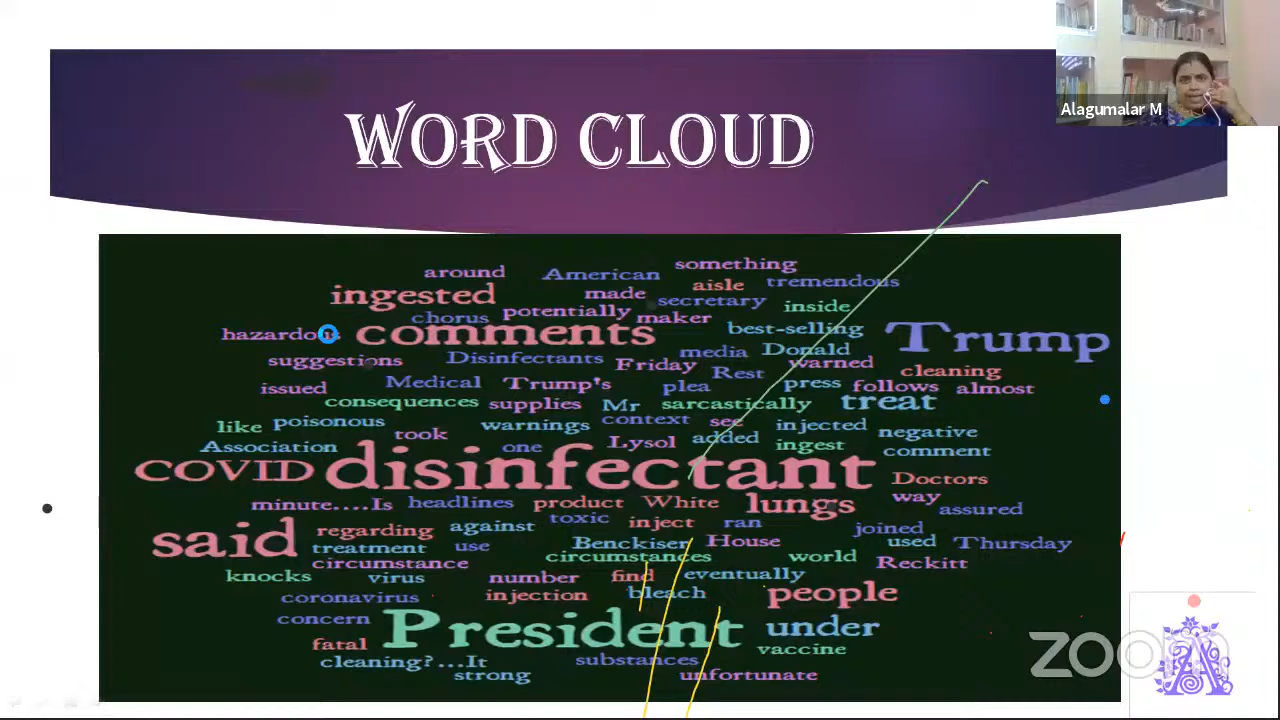 Alagumalar M
WORD CLOUD
around American something
ingested made aisle tremendous
secretary inside
chorus potentially maker
hazardous comments best-selling Trump
suggestions Disinfectants Friday media Donald
Rest warned cleaning
issued Medical Trump's plea press follows almost
consequences supplies Mr sarcastically treat
like poisonous warnings context see injected negative
took
Association one Lysol added ingest comment
COVID disinfectant Doctors
minute....Is headlines product White lungs way
assured
said regarding against toxic inject ran joined
treatment use Benckiser House used Thursday
circumstance circumstances world Reckitt
knocks virus number find eventually
coronavirus injection bleach people
concern President under
fatal vaccine
cleaning?...It substances
strong unfortunate
zoom
A